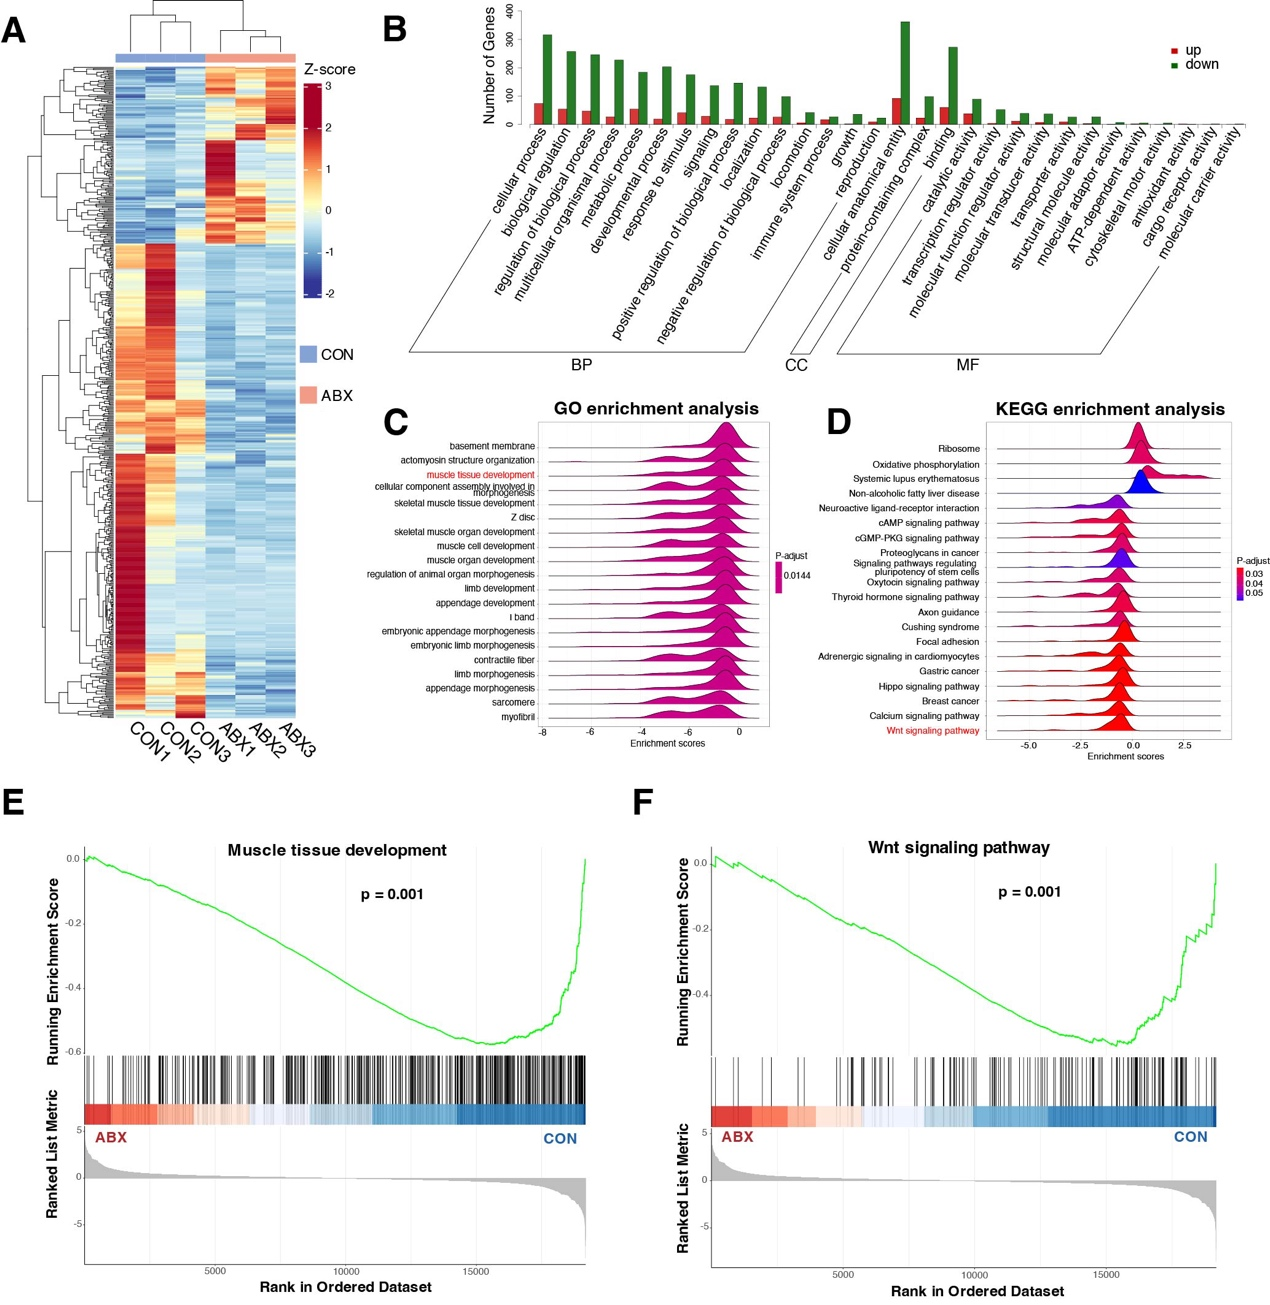 A
Z-score
3
2
1
0
-1
-2
CON
ABX
CON1
CON2
CON3
ABX1
ABX2
ABX3
B
Number of Genes
400
300
200
100
0
up
down
cellular process
biological regulation
regulation of biological process
multicellular organismal process
metabolic process
developmental process
response to stimulus
signaling
positive regulation of biological process
localization
negative regulation of biological process
locomotion
immune system process
growth
reproduction
cellular anatomical entity
protein-containing complex
binding
catalytic activity
transcription regulator activity
molecular function regulator activity
molecular transducer activity
transporter activity
structural molecule activity
molecular adaptor activity
ATP-dependent activity
cytoskeletal motor activity
antioxidant activity
cargo receptor activity
molecular carrier activity
BP
CC
MF
C
GO enrichment analysis
basement membrane
actomyosin structure organization
muscle tissue development
cellular component assembly involved in
morphogenesis
skeletal muscle tissue development
Z disc
skeletal muscle organ development
muscle cell development
muscle organ development
regulation of animal organ morphogenesis
limb development
appendage development
I band
embryonic appendage morphogenesis
embryonic limb morphogenesis
contractile fiber
limb morphogenesis
appendage morphogenesis
sarcomere
myofibril
-8 -6 -4 -6 0
Enrichment scores
P-adjust
0.0144
D
KEGG enrichment analysis
Ribosome
Oxidative phosphorylation
Systemic lupus erythematosus
Non-alcoholic fatty liver disease
Neuroactive ligand-receptor interaction
cAMP signaling pathway
cGMP-PKG signaling pathway
Proteoglycans in cancer
Signaling pathways regulating
pluripotency of stem cells
Oxytocin signaling pathway
Thyroid hormone signaling pathway
Axon guidance
Cushing syndrome
Focal adhesion
Adrenergic signaling in cardiomyocytes
Gastric cancer
Hippo signaling pathway
Breast cancer
Calcium signaling pathway
Wnt signaling pathway
-5.0 -2.5 0.0 2.5
Enrichment scores
P-adjust
0.03
0.04
0.05
E
Muscle tissue development
p = 0.001
Running Enrichment Score
0.0
-0.2
-0.4
-0.6
ABX
CON
Ranked List Metric
5
0
-5
5000 10000 15000
Rank in Ordered Dataset
F
Wnt signaling pathway
p = 0.001
Running Enrichment Score
0.0
-0.2
-0.4
ABX
CON
Ranked List Metric
5
0
-5
5000 10000 15000
Rank in Ordered Dataset